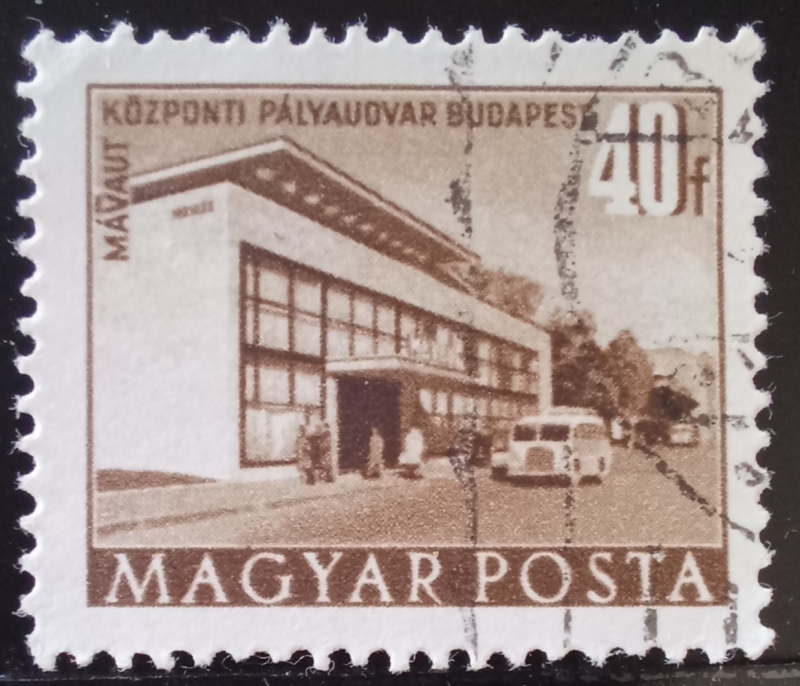 KÖZPONTI PÁLYAUDVAR BUDAPEST
40f
MÁVAUT
MAGYAR POSTA